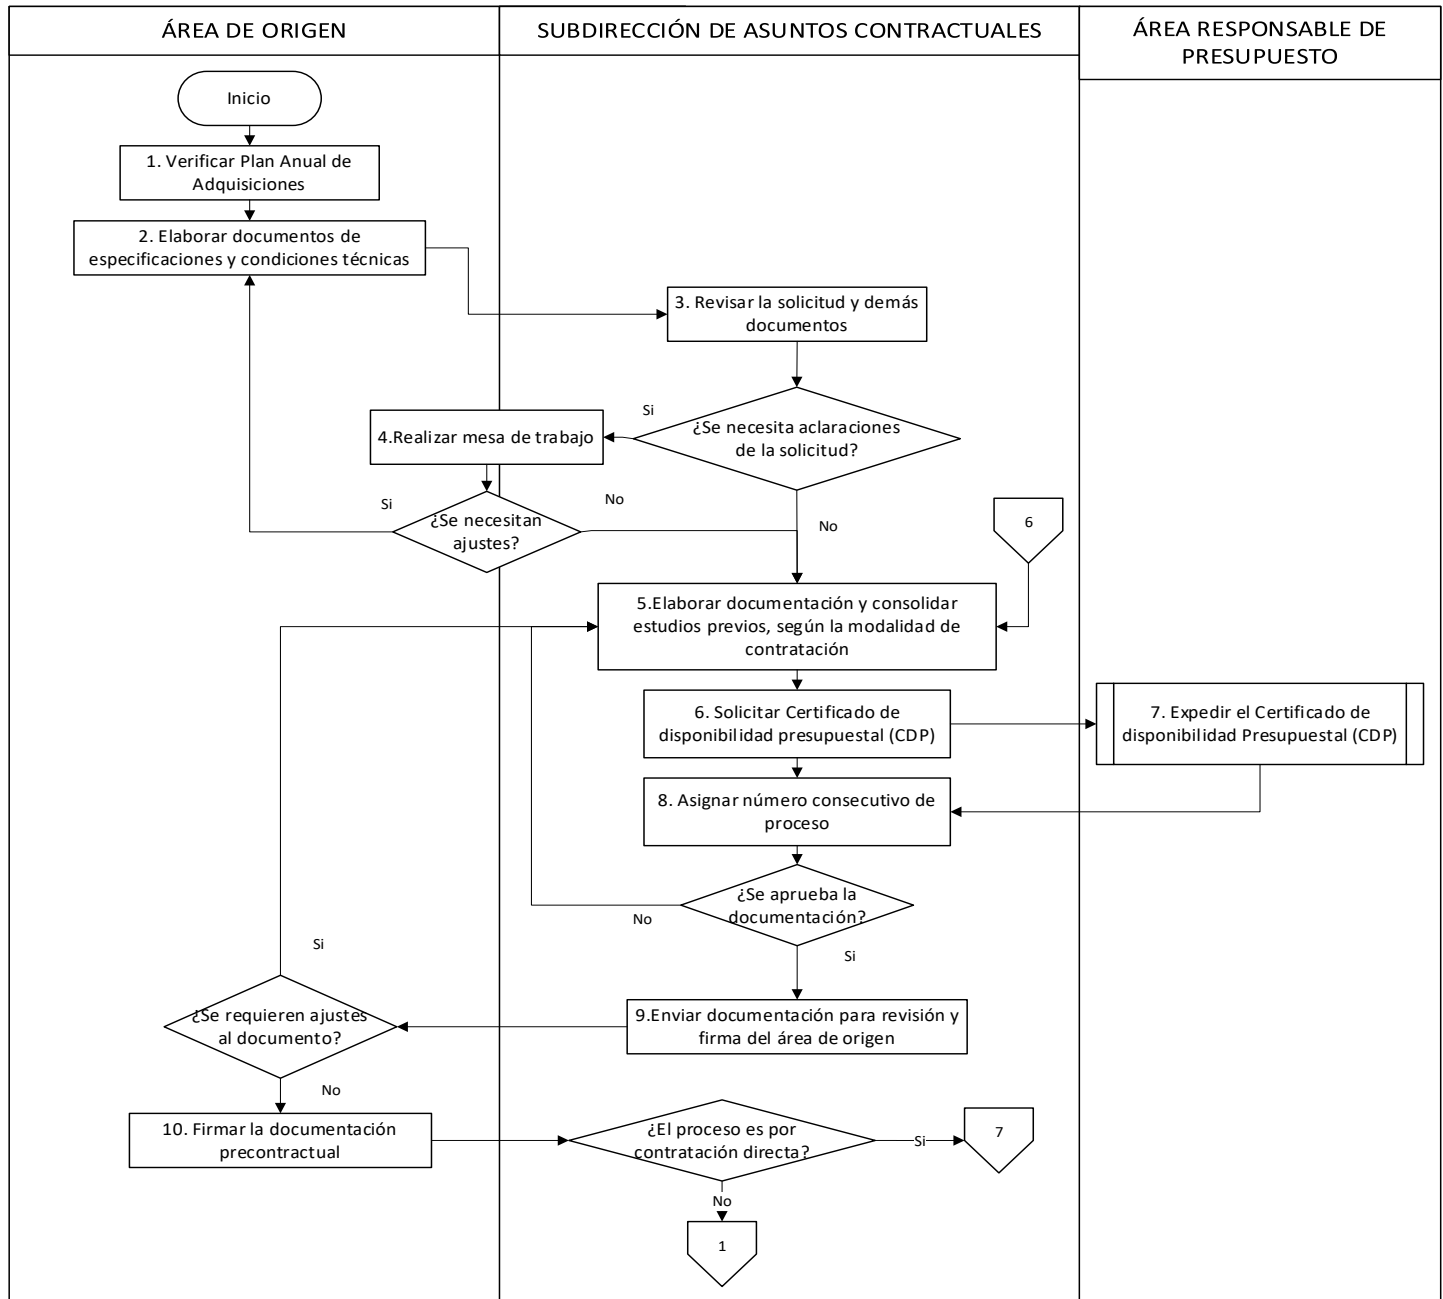 ÁREA DE ORIGEN
SUBDIRECCIÓN DE ASUNTOS CONTRACTUALES
ÁREA RESPONSABLE DE
PRESUPUESTO
Inicio
1. Verificar Plan Anual de
Adquisiciones
2. Elaborar documentos de
especificaciones y condiciones técnicas
3. Revisar la solicitud y demás
documentos
¿Se necesita aclaraciones
de la solicitud?
Si
No
4.Realizar mesa de trabajo
¿Se necesitan
ajustes?
Si
No
6
5.Elaborar documentación y consolidar
estudios previos, según la modalidad de
contratación
6. Solicitar Certificado de
disponibilidad presupuestal (CDP)
7. Expedir el Certificado de
disponibilidad Presupuestal (CDP)
8. Asignar número consecutivo de
proceso
¿Se aprueba la
documentación?
No
Si
9.Enviar documentación para revisión y
firma del área de origen
¿Se requieren ajustes
al documento?
Si
No
10. Firmar la documentación
precontractual
¿El proceso es por
contratación directa?
Si
7
No
1